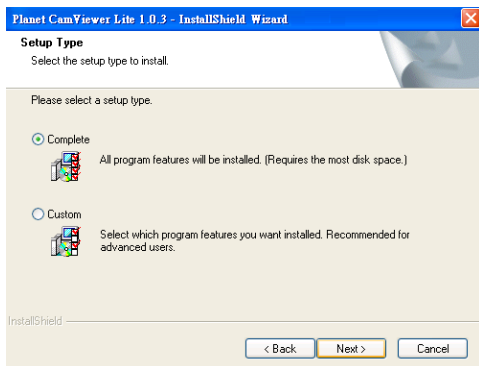 Planet CamViewer Lite 1.0.3 - InstallShield Wizard
Setup Type
Select the setup type to install.
Please select a setup type.
Complete
All program features will be installed. (Requires the most disk space.)
Custom
Select which program features you want installed. Recommended for
advanced users.
InstallShield
< Back
Next >
Cancel